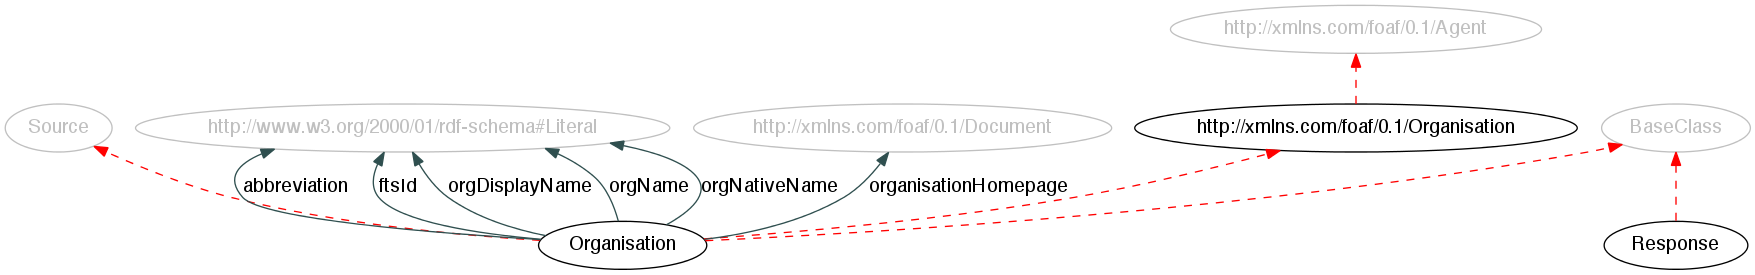 http://xmlns.com/foaf/0.1/Agent
Source
http://www.w3.org/2000/01/rdf-schema#Literal
http://xmlns.com/foaf/0.1/Document
http://xmlns.com/foaf/0.1/Organisation
BaseClass
abbreviation
ftsId
orgDisplayName
orgName
orgNativeName
organisationHomepage
Organisation
Response